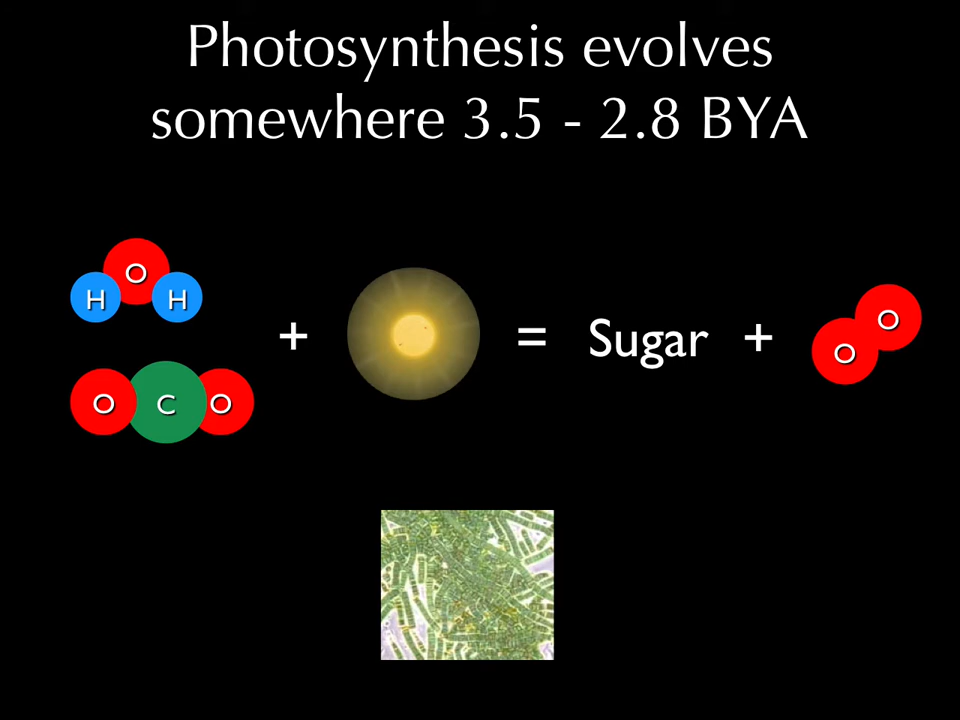 Photosynthesis evolves
somewhere 3.5 - 2.8 BYA
O
H H
O C O
+
= Sugar +
O
O